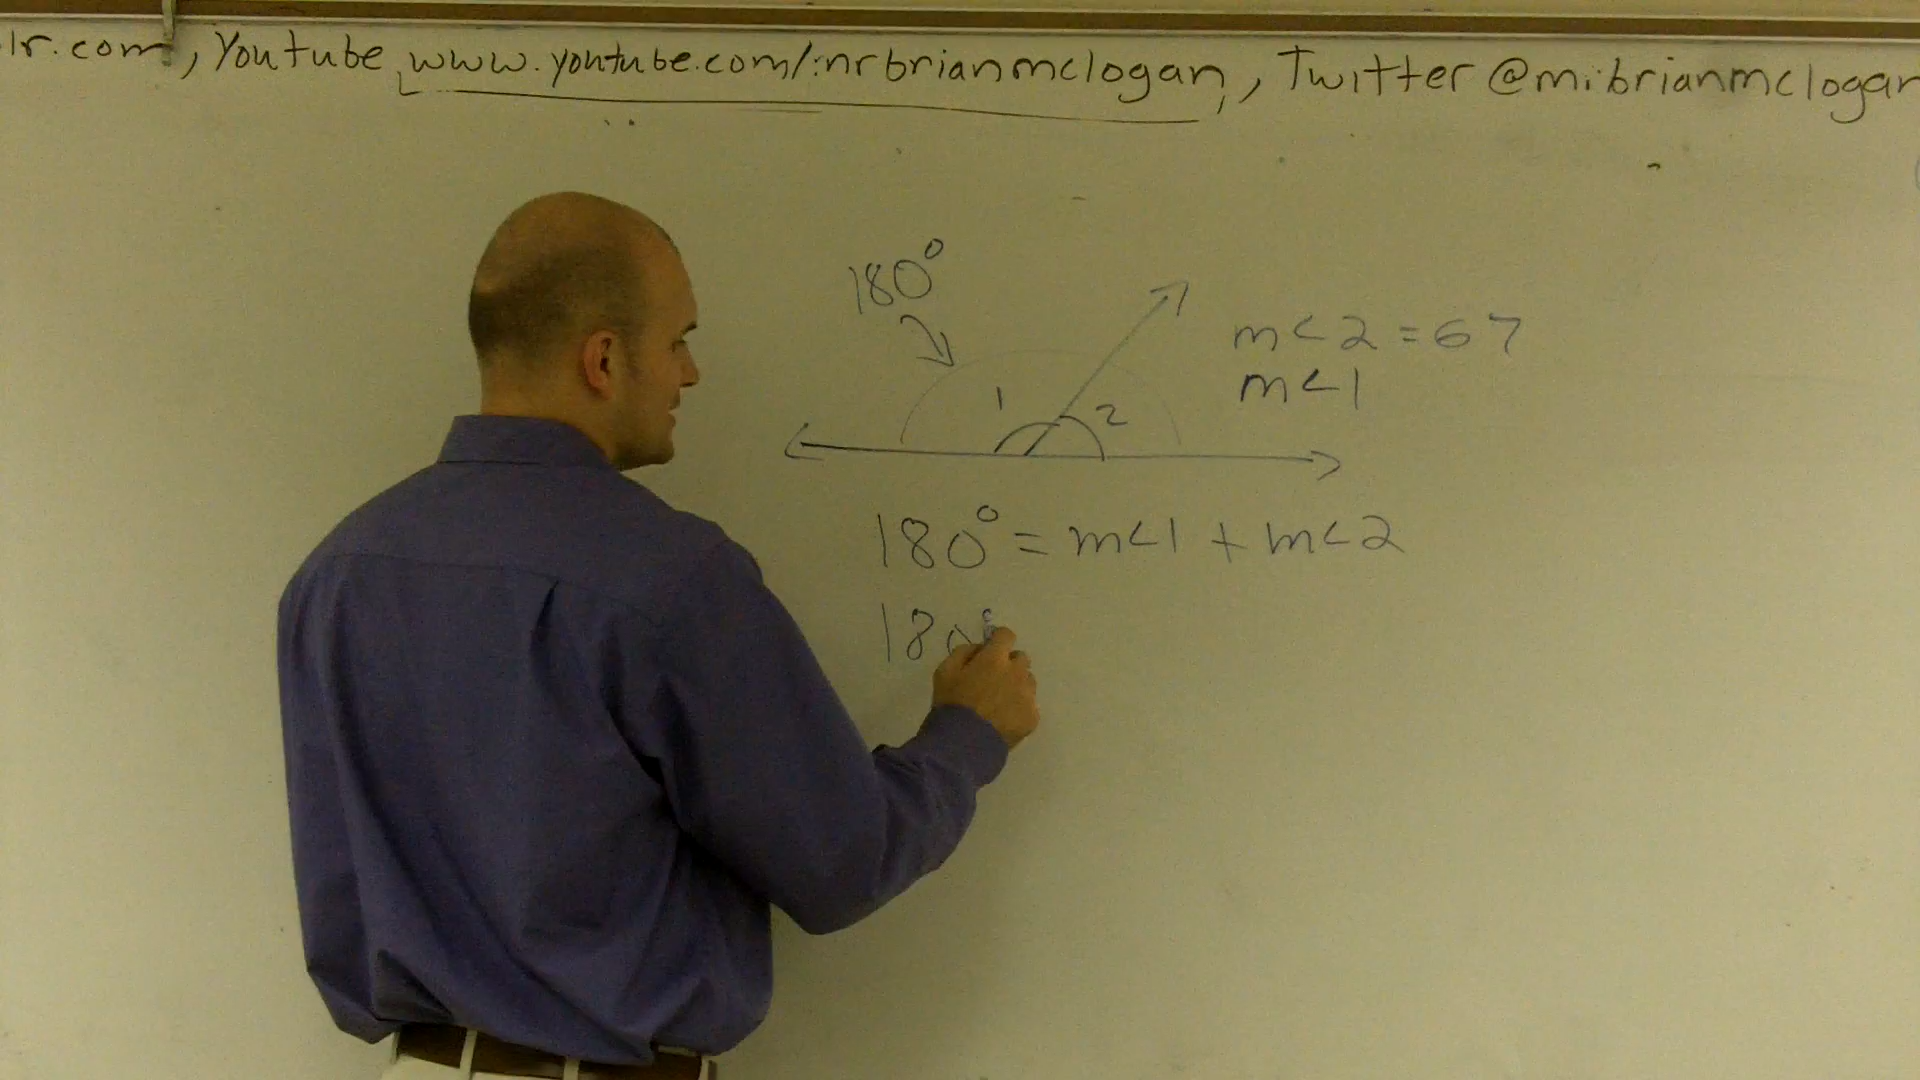 lr.com, Youtube www.youtube.com/mrbrianmclogan, Twitter @mrbrianmclogan
180°
m<2 = 67
m<1
1
2
180° = m<1 + m<2
180°